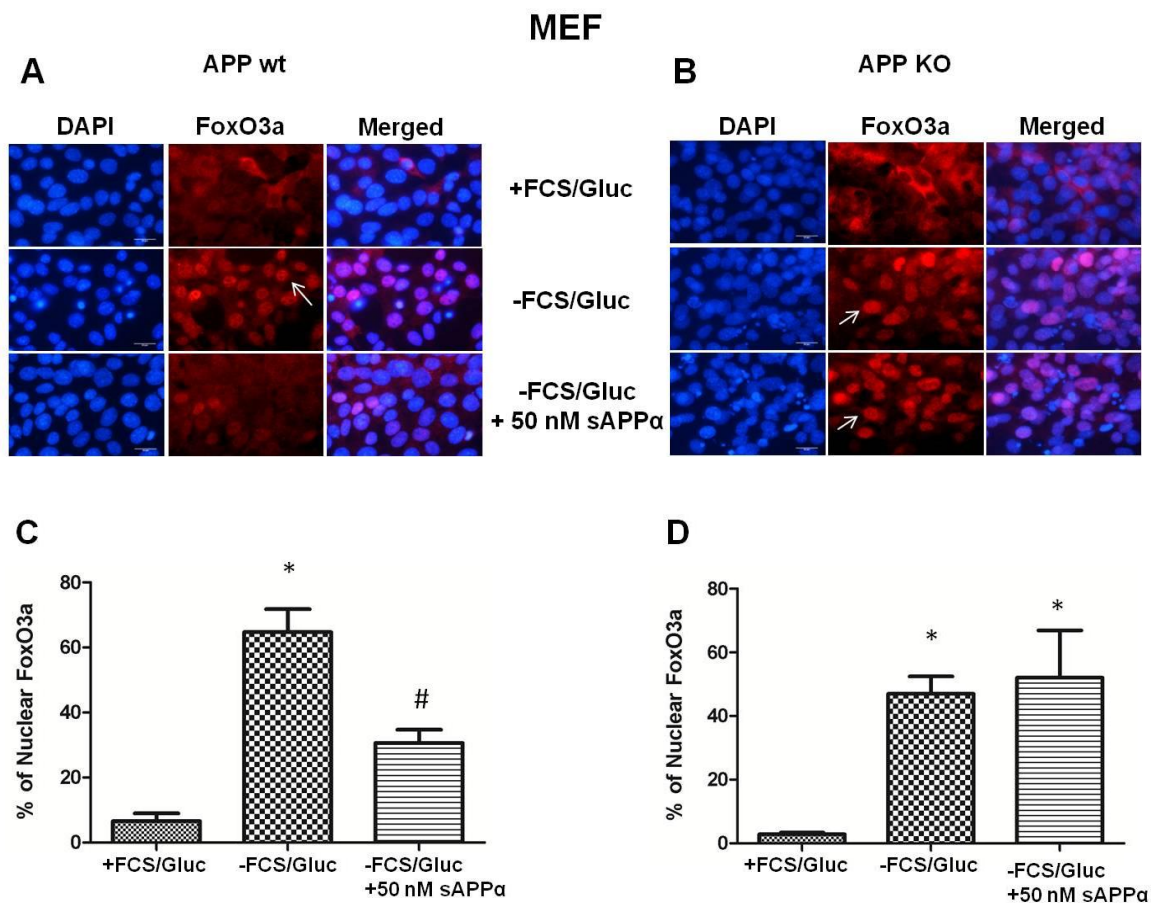 MEF
A
APP wt
B
APP KO
DAPI FoxO3a Merged
DAPI FoxO3a Merged
+FCS/Gluc
-FCS/Gluc
-FCS/Gluc
+ 50 nM sAPPα
C
% of Nuclear FoxO3a
80
60
40
20
0
*
#
+FCS/Gluc
-FCS/Gluc
-FCS/Gluc
+50 nM sAPPα
D
% of Nuclear FoxO3a
80
60
40
20
0
*
*
+FCS/Gluc
-FCS/Gluc
-FCS/Gluc
+50 nM sAPPα